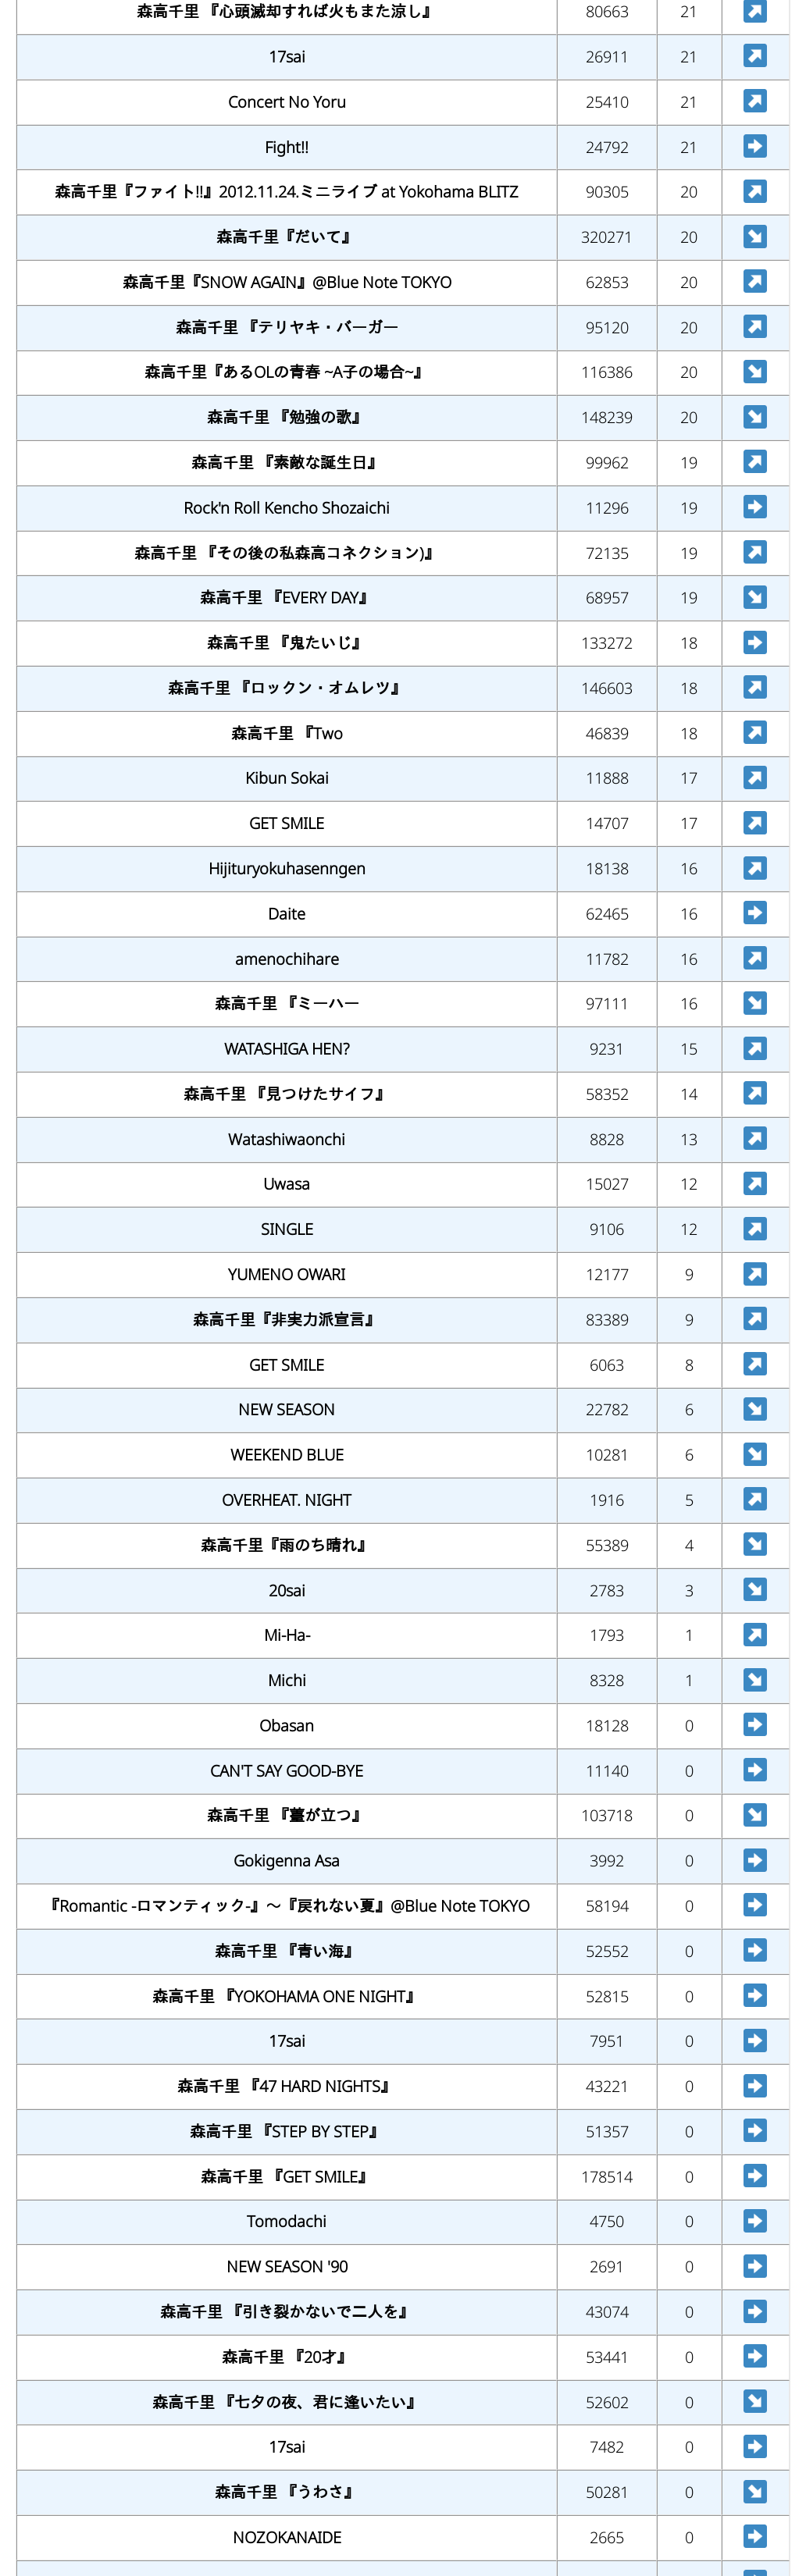 森高千里 『心頭滅却すれば火もまた涼し』 80663 21
17sai 26911 21
Concert No Yoru 25410 21
Fight!! 24792 21
森高千里『ファイト!!』2012.11.24.ミニライブ at Yokohama BLITZ 90305 20
森高千里『だいて』 320271 20
森高千里『SNOW AGAIN』@Blue Note TOKYO 62853 20
森高千里 『テリヤキ・バーガー 95120 20
森高千里『あるOLの青春 ~A子の場合~』 116386 20
森高千里 『勉強の歌』 148239 20
森高千里 『素敵な誕生日』 99962 19
Rock'n Roll Kencho Shozaichi 11296 19
森高千里 『その後の私森高コネクション)』 72135 19
森高千里 『EVERY DAY』 68957 19
森高千里 『鬼たいじ』 133272 18
森高千里 『ロックン・オムレツ』 146603 18
森高千里 『Two 46839 18
Kibun Sokai 11888 17
GET SMILE 14707 17
Hijituryokuhasenngen 18138 16
Daite 62465 16
amenochihare 11782 16
森高千里 『ミーハー 97111 16
WATASHIGA HEN? 9231 15
森高千里 『見つけたサイフ』 58352 14
Watashiwaonchi 8828 13
Uwasa 15027 12
SINGLE 9106 12
YUMENO OWARI 12177 9
森高千里『非実力派宣言』 83389 9
GET SMILE 6063 8
NEW SEASON 22782 6
WEEKEND BLUE 10281 6
OVERHEAT. NIGHT 1916 5
森高千里『雨のち晴れ』 55389 4
20sai 2783 3
Mi-Ha- 1793 1
Michi 8328 1
Obasan 18128 0
CAN'T SAY GOOD-BYE 11140 0
森高千里 『薹が立つ』 103718 0
Gokigenna Asa 3992 0
『Romantic -ロマンティック-』〜『戻れない夏』@Blue Note TOKYO 58194 0
森高千里 『青い海』 52552 0
森高千里 『YOKOHAMA ONE NIGHT』 52815 0
17sai 7951 0
森高千里 『47 HARD NIGHTS』 43221 0
森高千里 『STEP BY STEP』 51357 0
森高千里 『GET SMILE』 178514 0
Tomodachi 4750 0
NEW SEASON '90 2691 0
森高千里 『引き裂かないで二人を』 43074 0
森高千里 『20才』 53441 0
森高千里 『七夕の夜、君に逢いたい』 52602 0
17sai 7482 0
森高千里 『うわさ』 50281 0
NOZOKANAIDE 2665 0